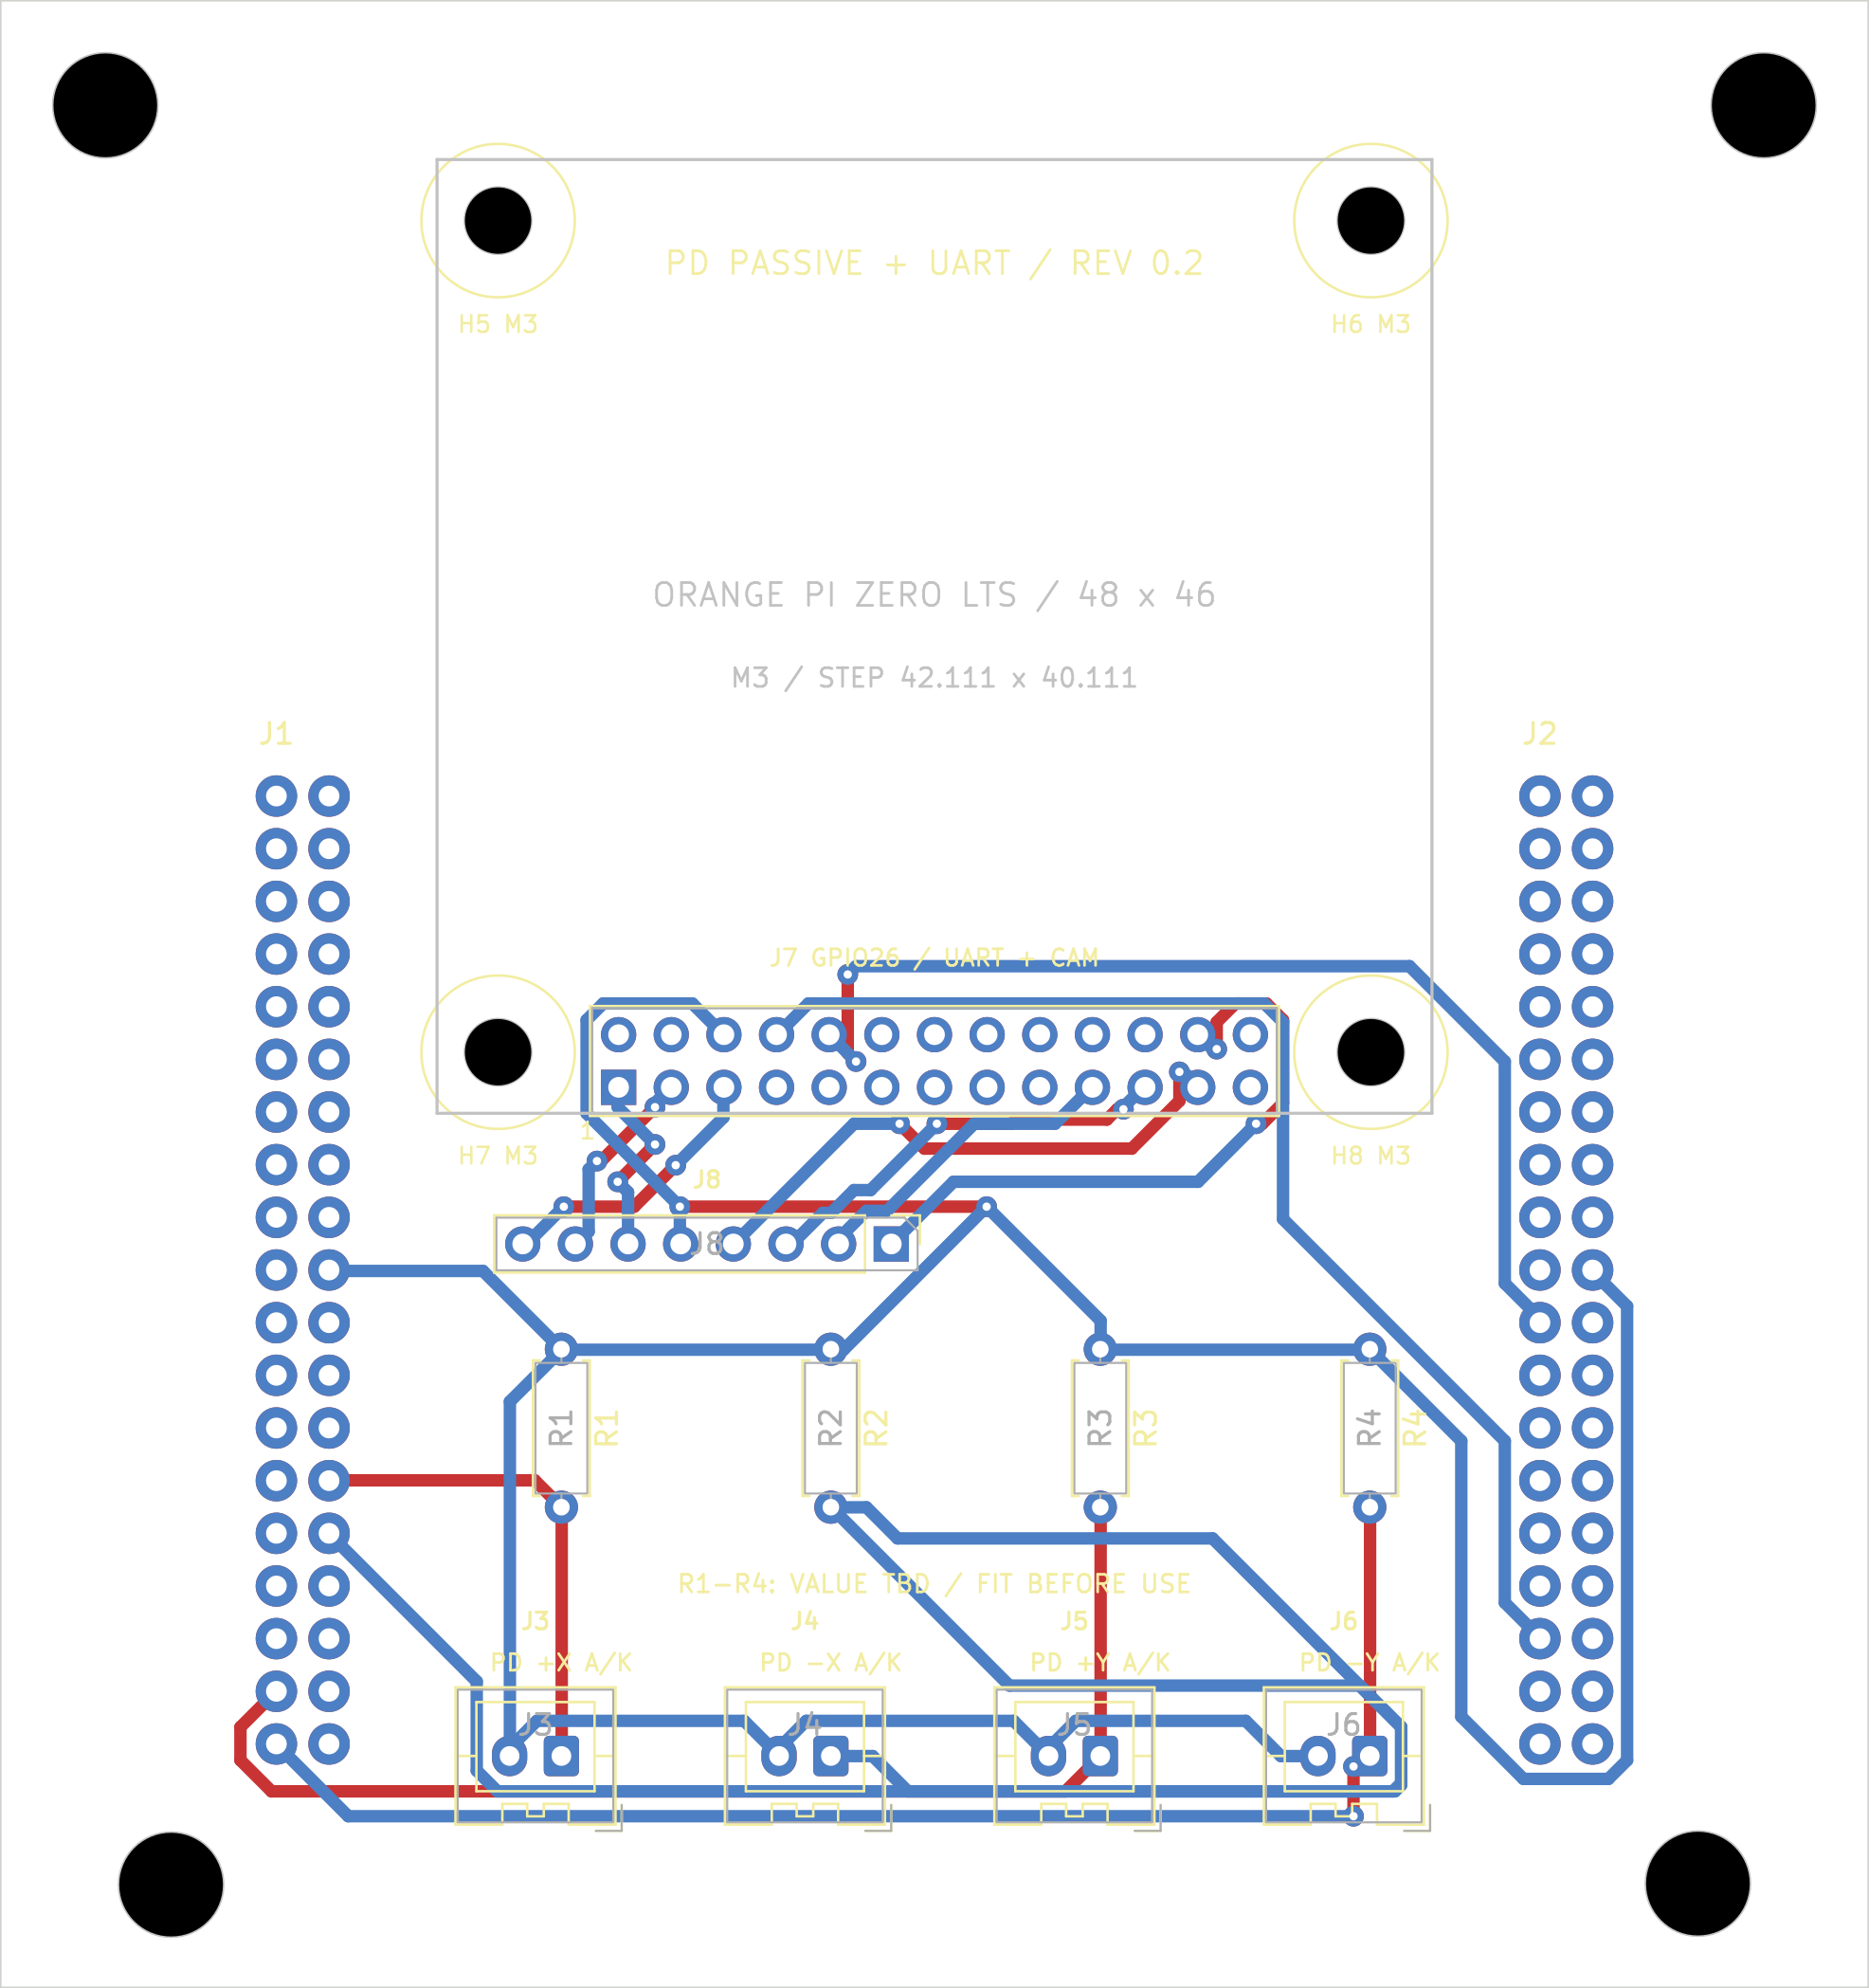 PD PASSIVE + UART / REV 0.2
H5 M3
H6 M3
ORANGE PI ZERO LTS / 48 x 46
M3 / STEP 42.111 x 40.111
J1
J2
J7 GPIO26 / UART + CAM
1
H7 M3
H8 M3
J8
J8
R1
R1
R2
R2
R3
R3
R4
R4
R1-R4: VALUE TBD / FIT BEFORE USE
J3
J4
J5
J6
PD +X A/K
PD -X A/K
PD +Y A/K
PD -Y A/K
J3
J4
J5
J6